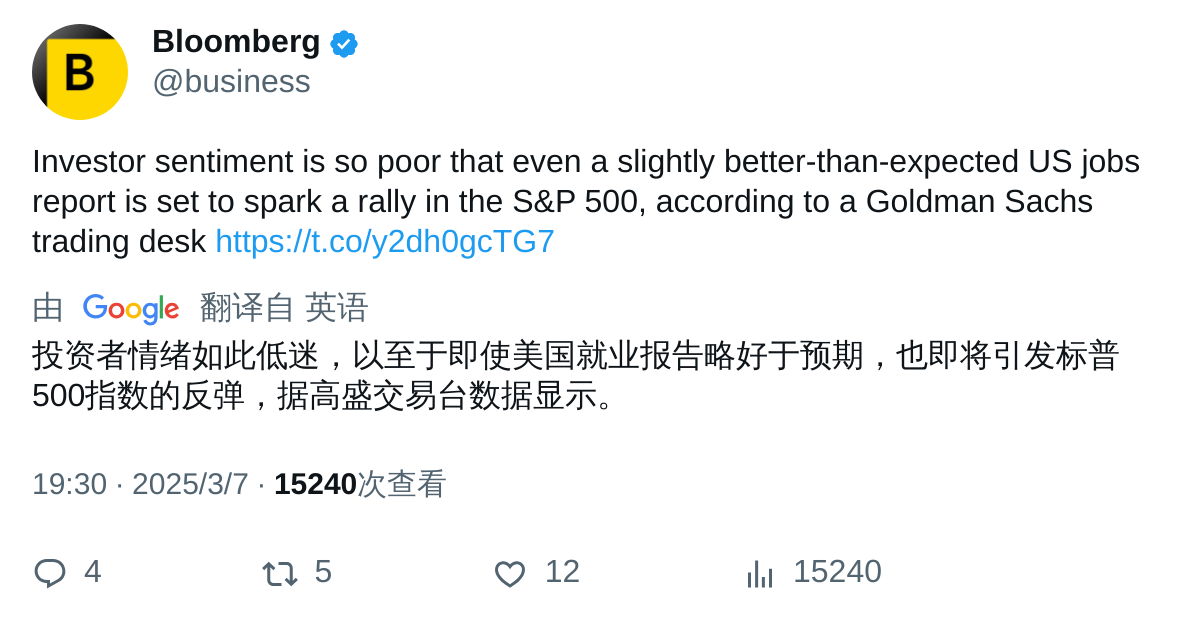 B
Bloomberg
@business
Investor sentiment is so poor that even a slightly better-than-expected US jobs
report is set to spark a rally in the S&P 500, according to a Goldman Sachs
trading desk https://t.co/y2dh0gcTG7
由 Google 翻译自 英语
投资者情绪如此低迷，以至于即使美国就业报告略好于预期，也即将引发标普
500指数的反弹，据高盛交易台数据显示。
19:30 · 2025/3/7 · 15240次查看
4 5 12 15240